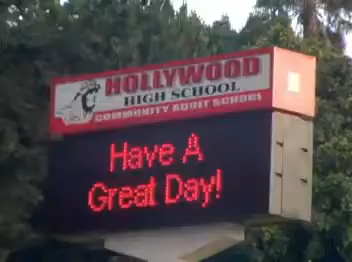 HOLLYWOOD
HIGH SCHOOL
COMMUNITY ADULT SCHOOL
Have A
Great Day!